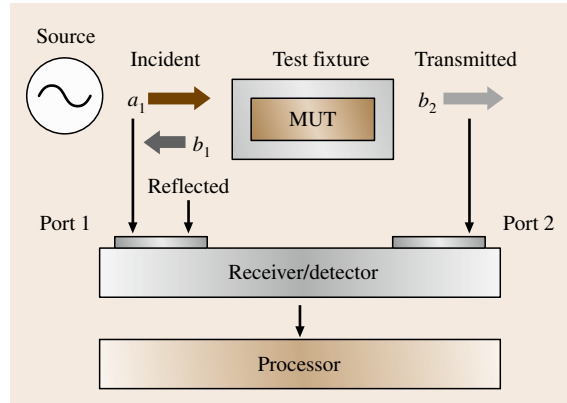 Source
Incident
Test fixture
Transmitted
a1
MUT
b2
b1
Reflected
Port 1
Port 2
Receiver/detector
Processor